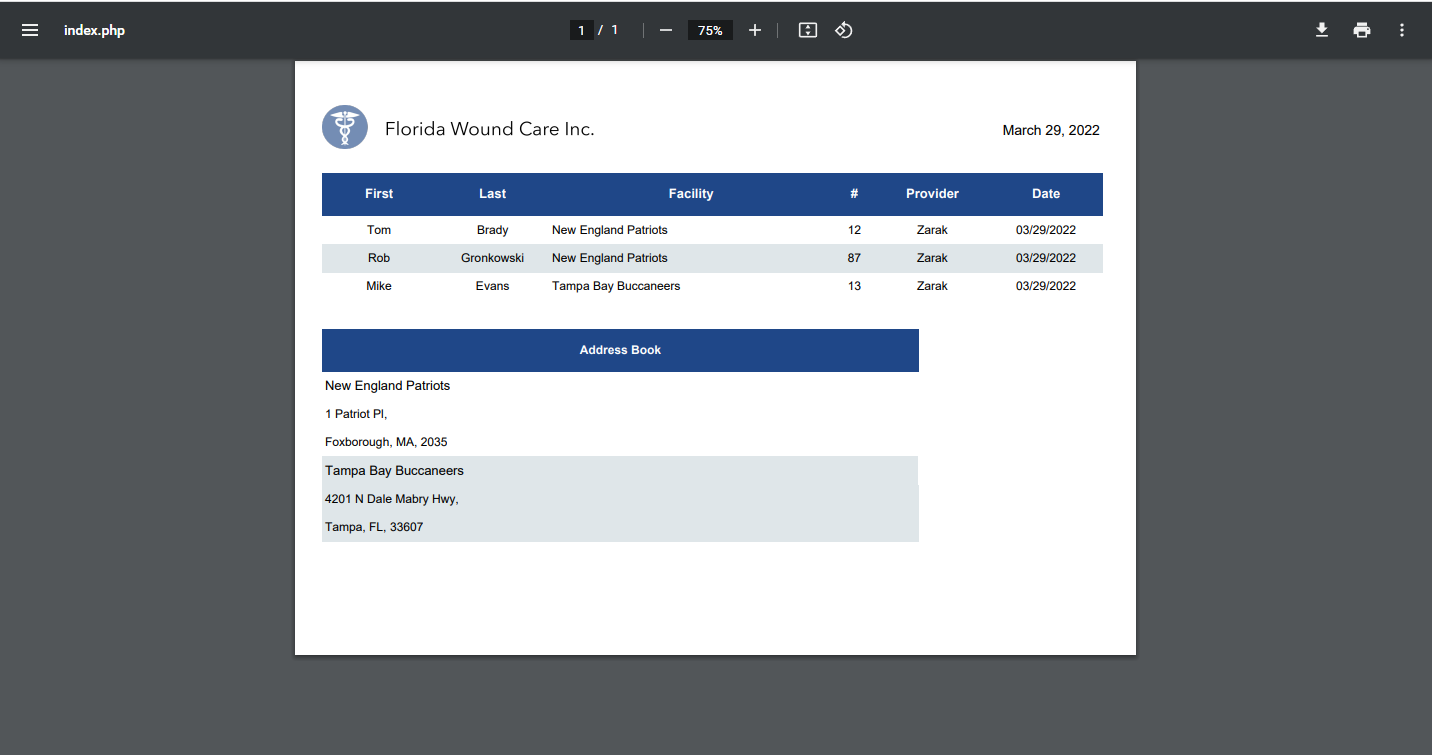 index.php 1 / 1 75%
Florida Wound Care Inc. March 29, 2022
First Last Facility # Provider Date
Tom Brady New England Patriots 12 Zarak 03/29/2022
Rob Gronkowski New England Patriots 87 Zarak 03/29/2022
Mike Evans Tampa Bay Buccaneers 13 Zarak 03/29/2022
Address Book
New England Patriots
1 Patriot Pl,
Foxborough, MA, 2035
Tampa Bay Buccaneers
4201 N Dale Mabry Hwy,
Tampa, FL, 33607